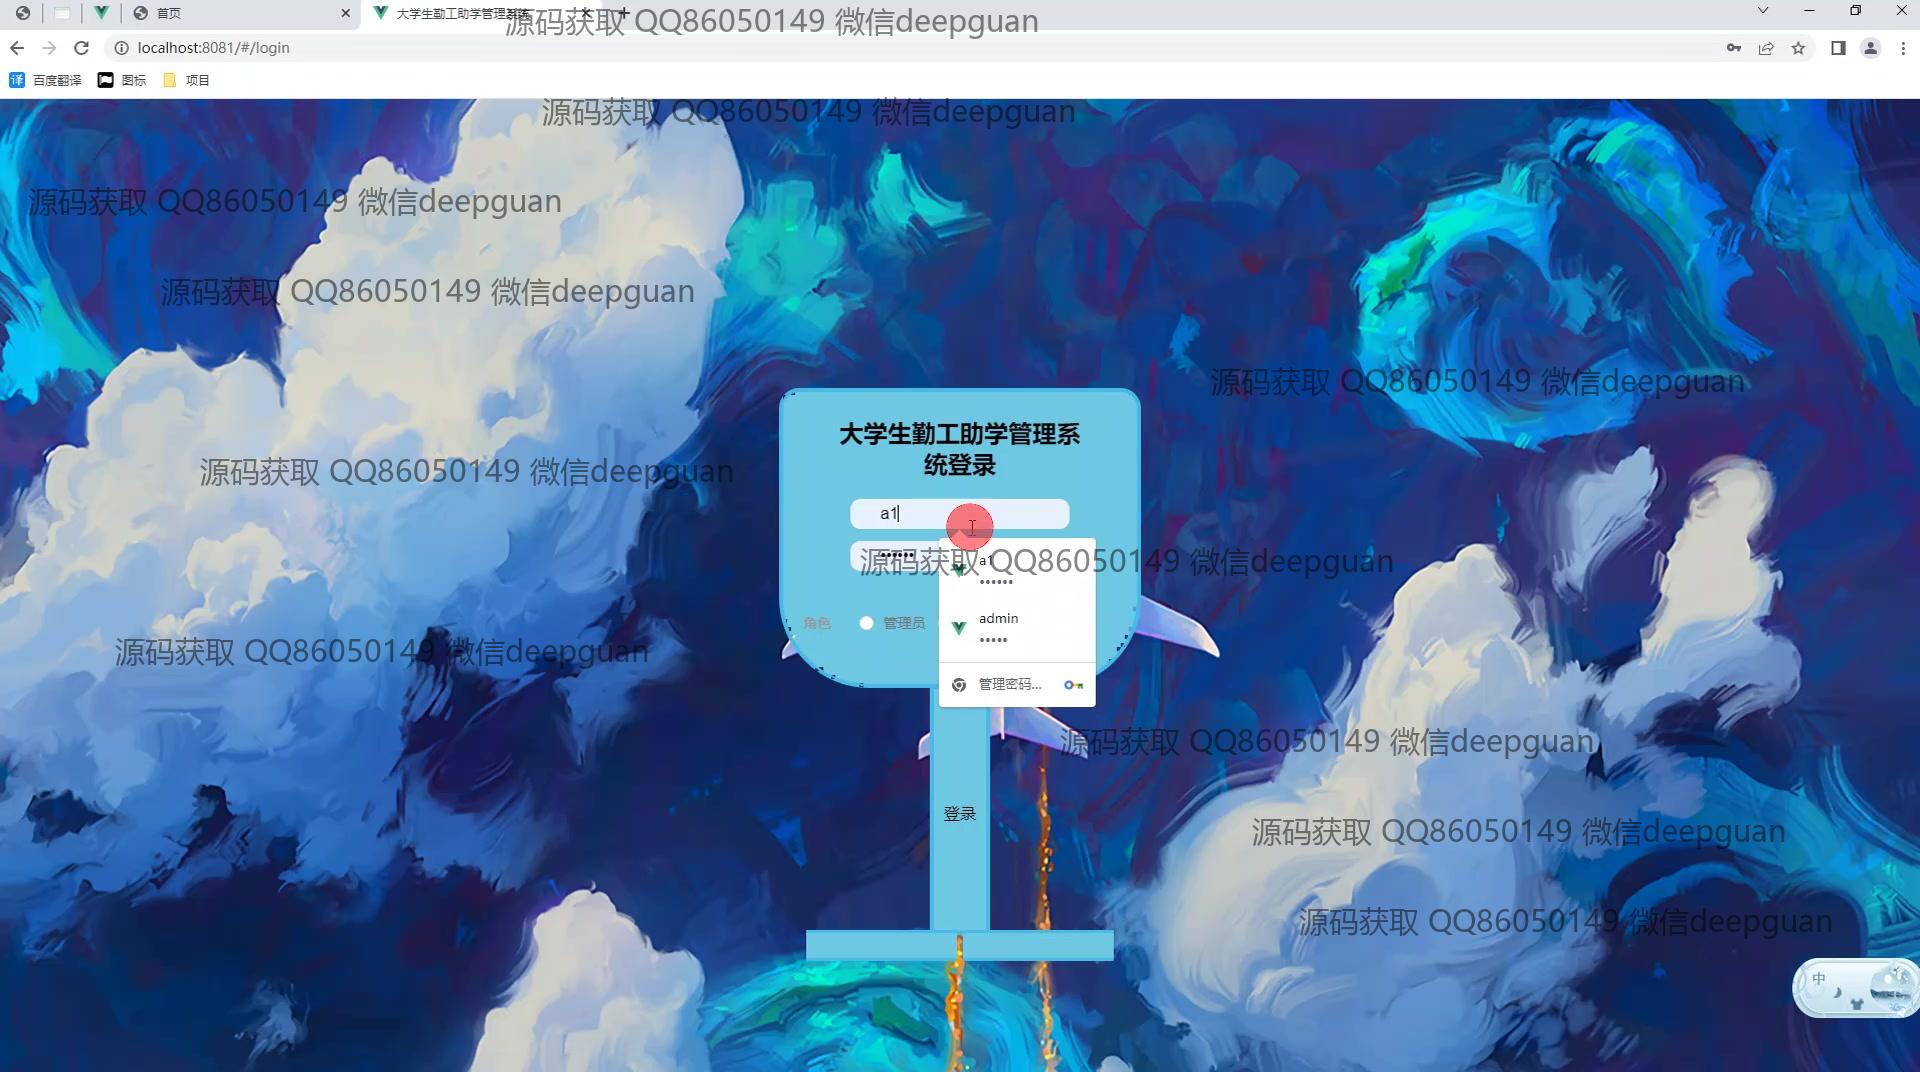 首页
大学生勤工助学管理系统
源码获取 QQ86050149 微信deepguan
localhost:8081/#/login
百度翻译
图标
项目
源码获取 QQ86050149 微信deepguan
源码获取 QQ86050149 微信deepguan
源码获取 QQ86050149 微信deepguan
源码获取 QQ86050149 微信deepguan
大学生勤工助学管理系
统登录
源码获取 QQ86050149 微信deepguan
a1
源码获取 QQ86050149 微信deepguan
a1
••••••
角色
管理员
admin
•••••
源码获取 QQ86050149 微信deepguan
管理密码...
源码获取 QQ86050149 微信deepguan
登录
源码获取 QQ86050149 微信deepguan
源码获取 QQ86050149 微信deepguan
中